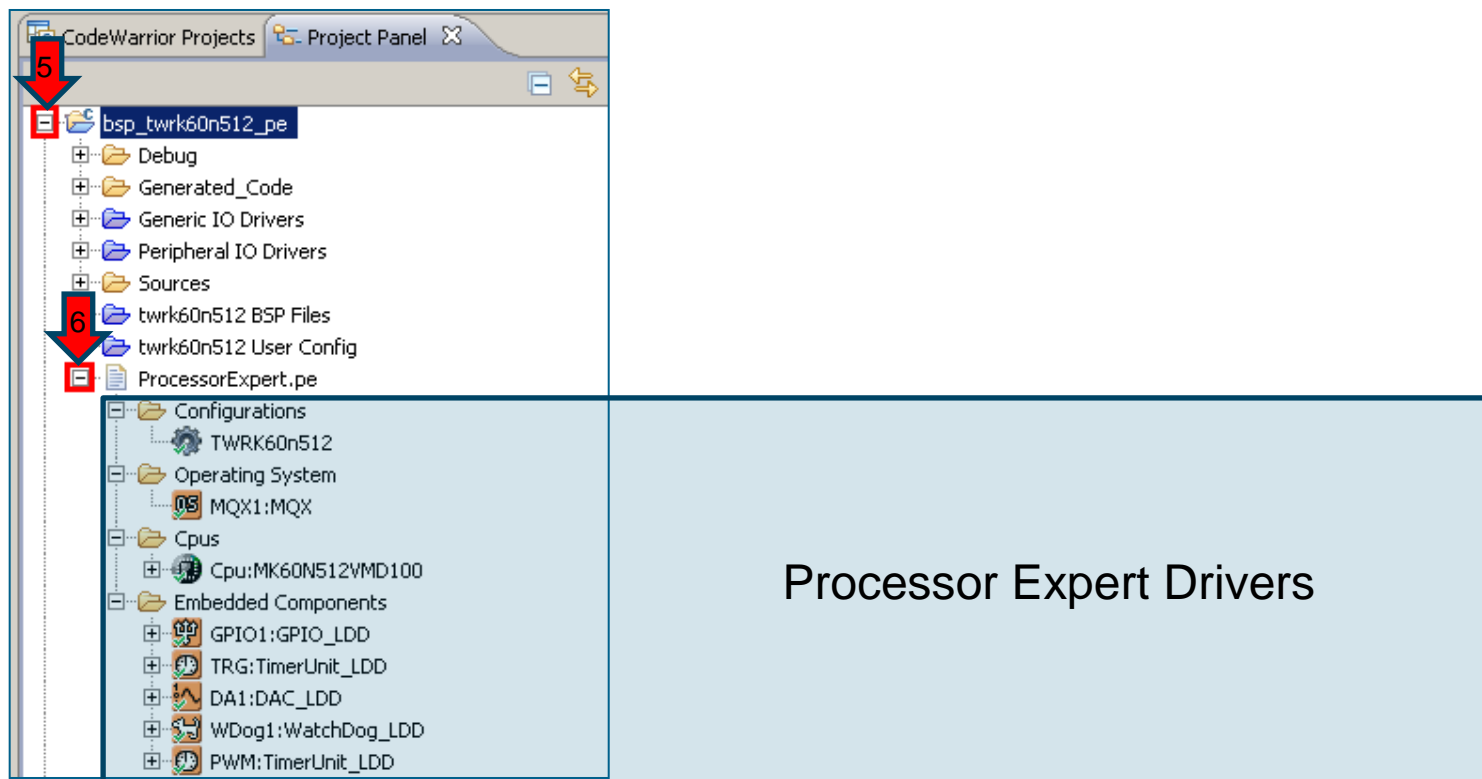 CodeWarrior Projects Project Panel
5
bsp_twrk60n512_pe
Debug
Generated_Code
Generic IO Drivers
Peripheral IO Drivers
Sources
6
twrk60n512 BSP Files
twrk60n512 User Config
ProcessorExpert.pe
Configurations
TWRK60n512
Operating System
OS MQX1:MQX
Cpus
Cpu:MK60N512VMD100
Embedded Components
GPIO1:GPIO_LDD
TRG:TimerUnit_LDD
DA1:DAC_LDD
WDog1:WatchDog_LDD
PWM:TimerUnit_LDD
Processor Expert Drivers